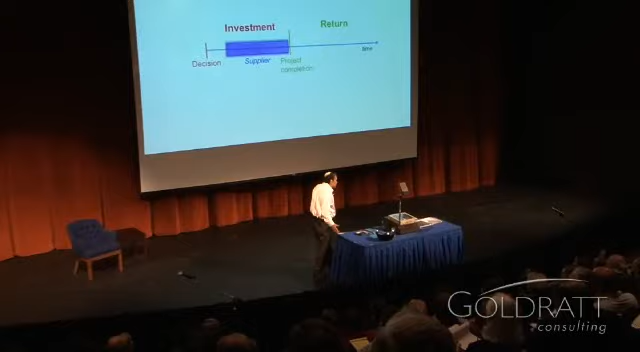 Investment
Return
time
Decision
Supplier
Project
completion
GOLDRATT
consulting